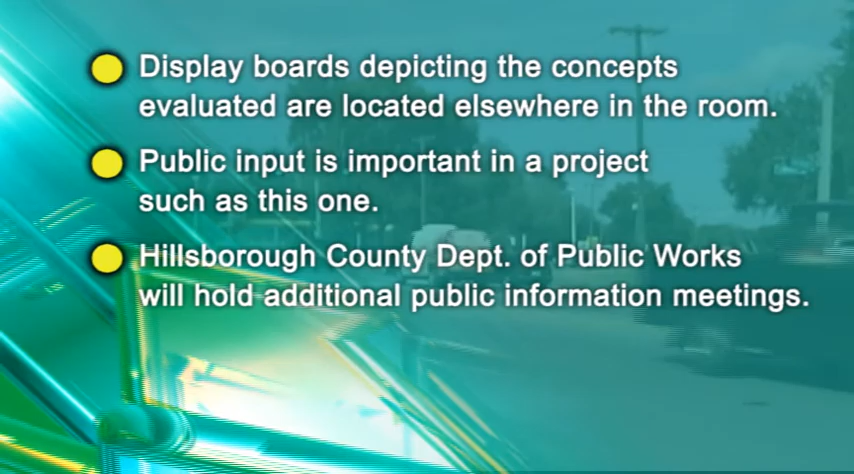 Display boards depicting the concepts
evaluated are located elsewhere in the room.
Public input is important in a project
such as this one.
Hillsborough County Dept. of Public Works
will hold additional public information meetings.